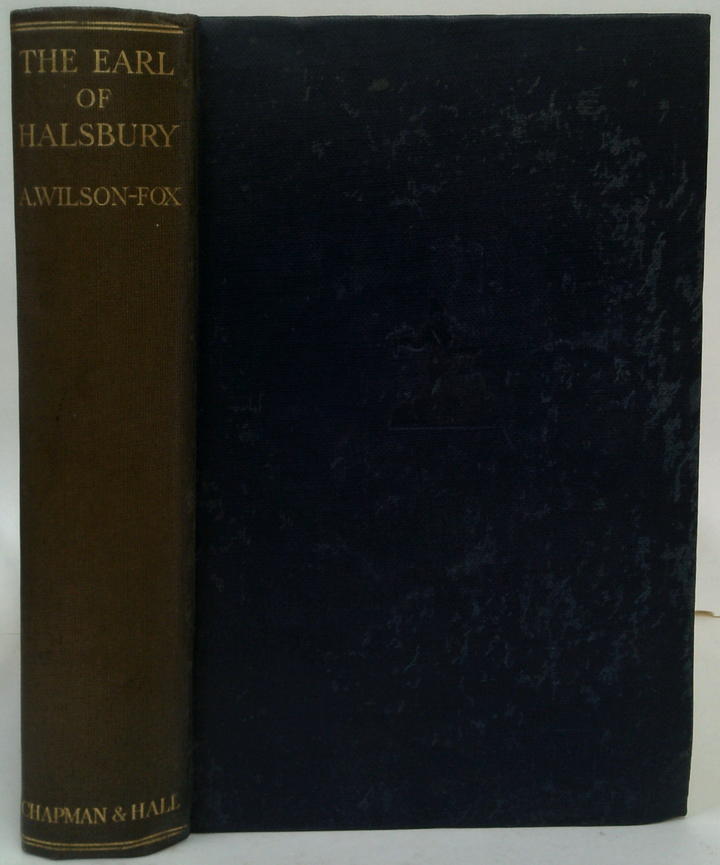 THE EARL
OF
HALSBURY
A. WILSON-FOX
CHAPMAN & HALL